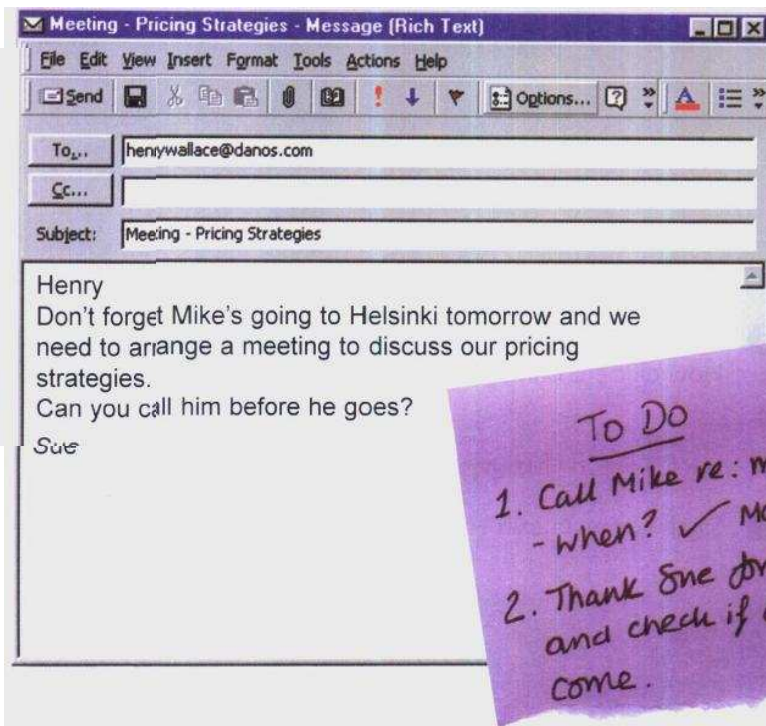 Meeting - Pricing Strategies - Message (Rich Text)
File Edit View Insert Format Tools Actions Help
Send Options...
To... henrywallace@danos.com
Cc...
Subject: Meeting - Pricing Strategies
Henry
Don't forget Mike's going to Helsinki tomorrow and we
need to arrange a meeting to discuss our pricing
strategies.
Can you call him before he goes?
Sue
To Do
1. Call Mike re:
- when? ✓
2. Thank Sue for
and check if
come.